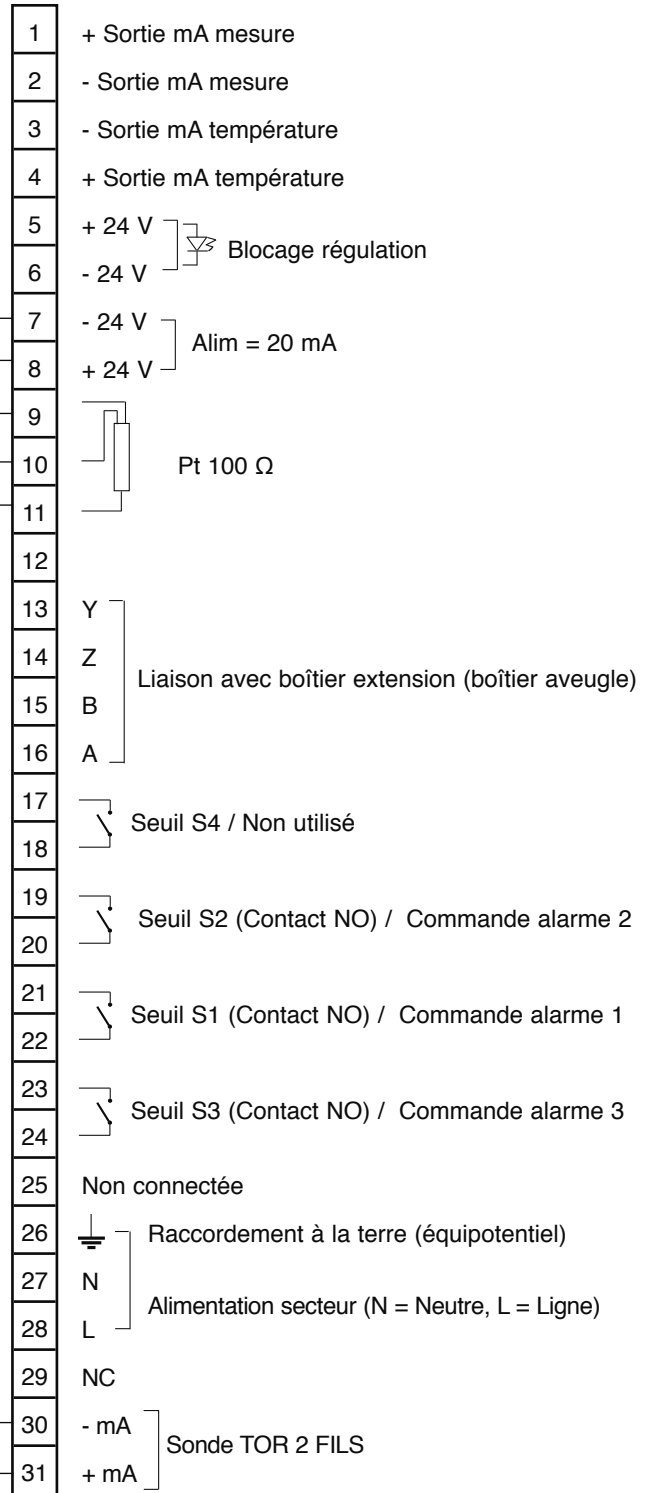 1 + Sortie mA mesure
2 - Sortie mA mesure
3 - Sortie mA température
4 + Sortie mA température
5 + 24 V
Blocage régulation
6 - 24 V
7 - 24 V
Alim = 20 mA
8 + 24 V
9
10 Pt 100 Ω
11
12
13 Y
14 Z
Liaison avec boîtier extension (boîtier aveugle)
15 B
16 A
17
Seuil S4 / Non utilisé
18
19
Seuil S2 (Contact NO) / Commande alarme 2
20
21
Seuil S1 (Contact NO) / Commande alarme 1
22
23
Seuil S3 (Contact NO) / Commande alarme 3
24
25 Non connectée
26 Raccordement à la terre (équipotentiel)
27 N
Alimentation secteur (N = Neutre, L = Ligne)
28 L
29 NC
30 - mA
Sonde TOR 2 FILS
31 + mA